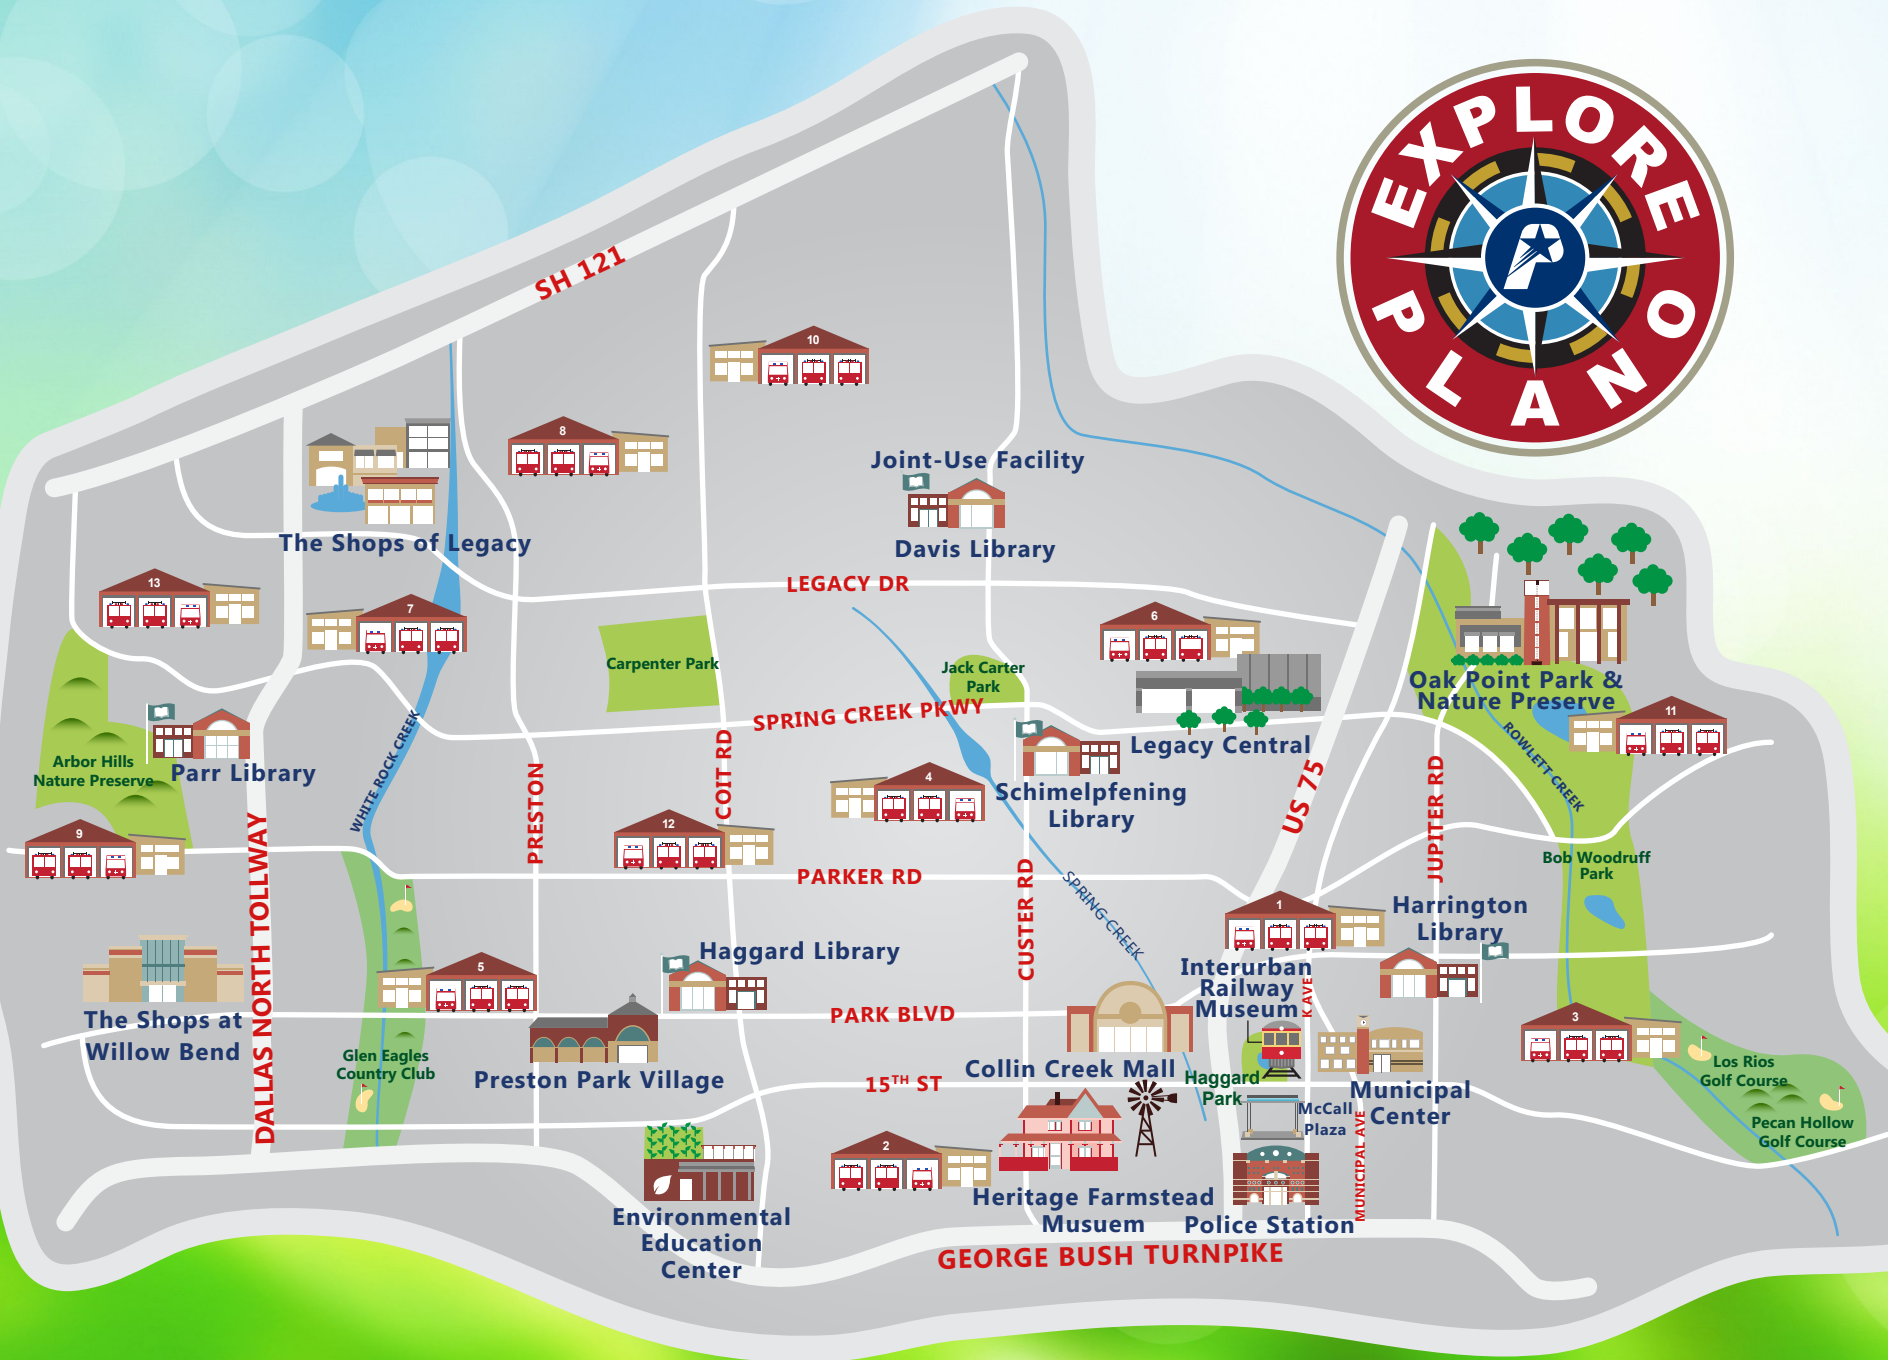 EXPLORE
PLANO
P
SH 121
10
8
Joint-Use Facility
Davis Library
The Shops of Legacy
LEGACY DR
13
7
6
Carpenter Park
Jack Carter
Park
SPRING CREEK PKWY
Oak Point Park &
Nature Preserve
11
ROWLETT CREEK
Legacy Central
Arbor Hills
Nature Preserve
Parr Library
WHITE ROCK CREEK
PRESTON
COIT RD
4
Schimelpfening
Library
US 75
JUPITER RD
9
12
DALLAS NORTH TOLLWAY
PARKER RD
CUSTER RD
SPRING CREEK
Bob Woodruff
Park
1
Harrington
Library
Haggard Library
5
Interurban
Railway
Museum
K AVE
The Shops at
Willow Bend
PARK BLVD
3
Glen Eagles
Country Club
Preston Park Village
Collin Creek Mall
15TH ST
Haggard
Park
McCall
Plaza
Municipal
Center
MUNICIPAL AVE
Los Rios
Golf Course
Pecan Hollow
Golf Course
2
Heritage Farmstead
Musuem
Police Station
Environmental
Education
Center
GEORGE BUSH TURNPIKE